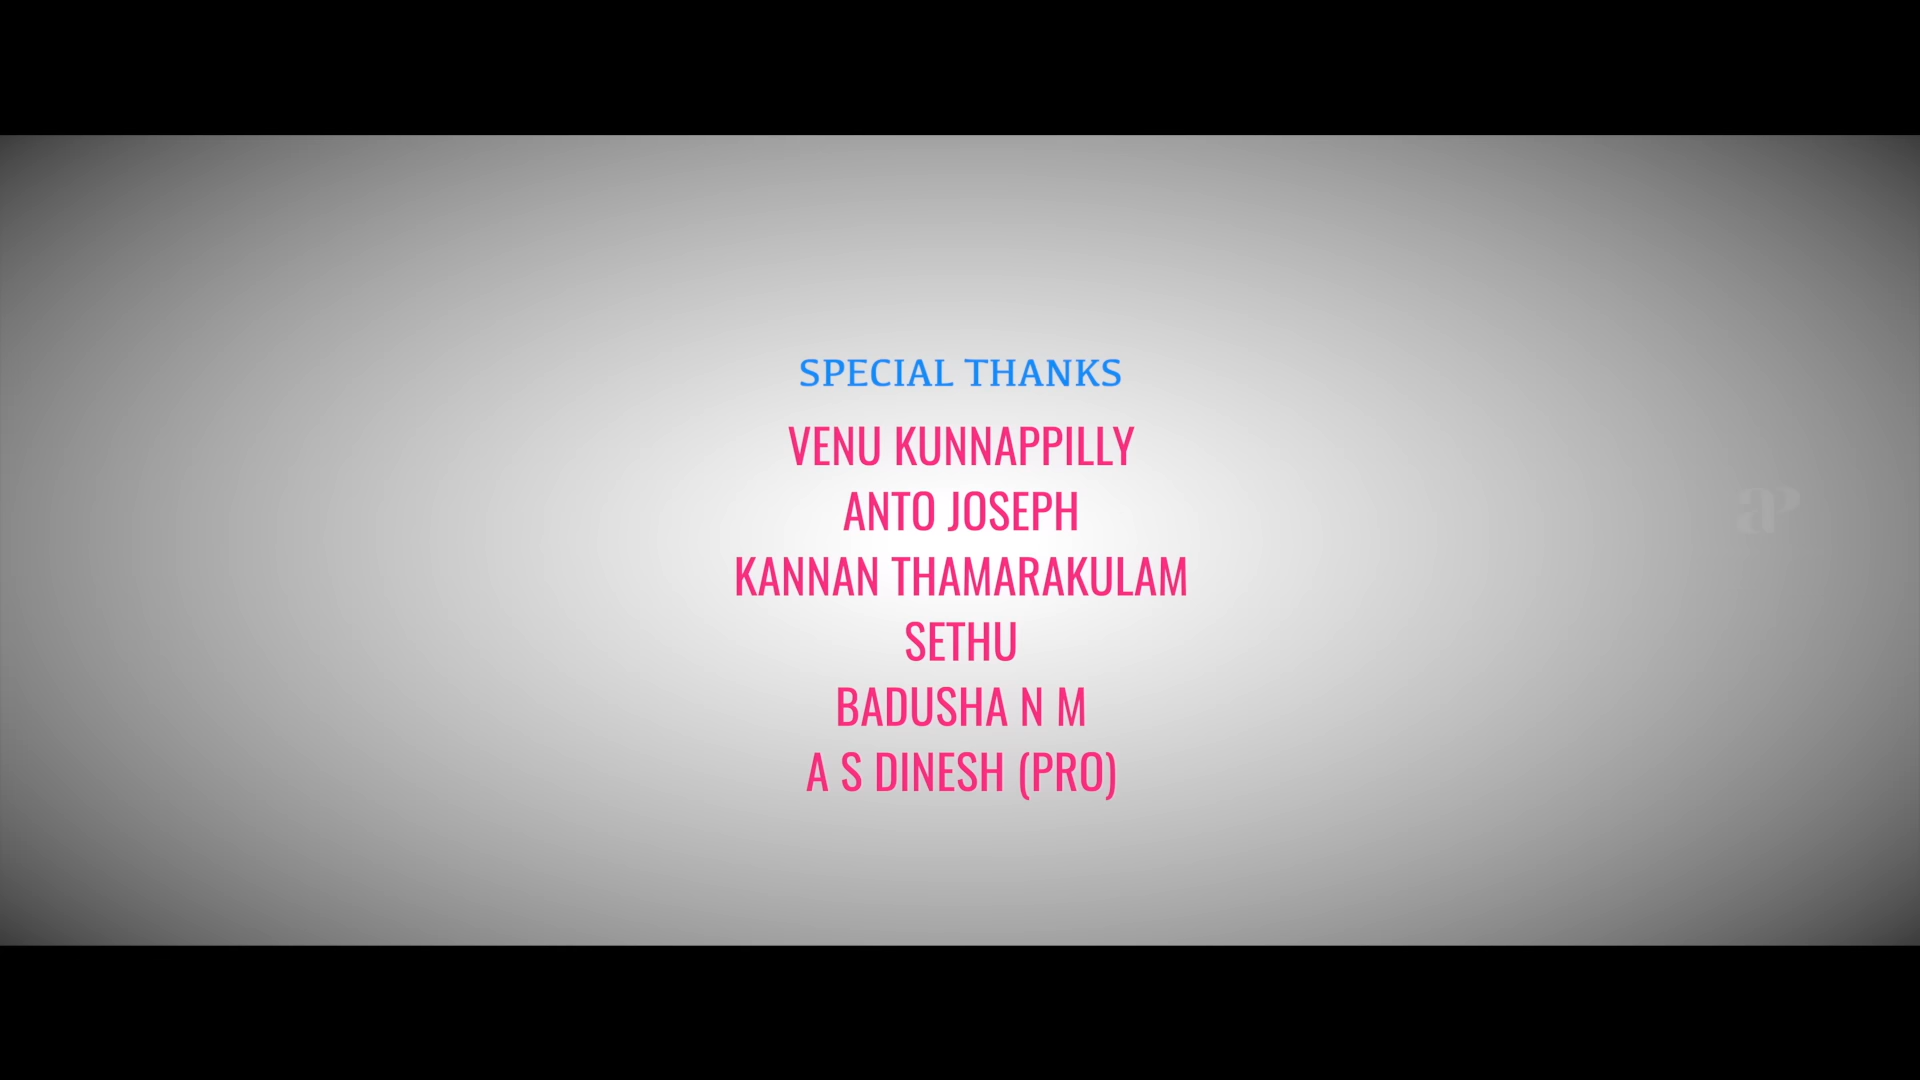 SPECIAL THANKS
VENU KUNNAPPILLY
ANTO JOSEPH
KANNAN THAMARAKULAM
SETHU
BADUSHA N M
A S DINESH (PRO)